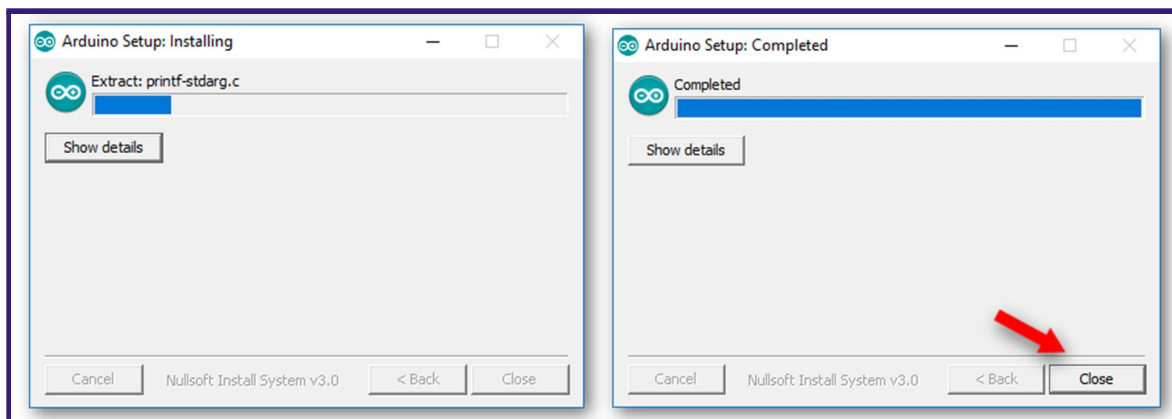 Arduino Setup: Installing
Extract: printf-stdarg.c
Show details
Cancel
Nullsoft Install System v3.0
< Back
Close
Arduino Setup: Completed
Completed
Show details
Cancel
Nullsoft Install System v3.0
< Back
Close